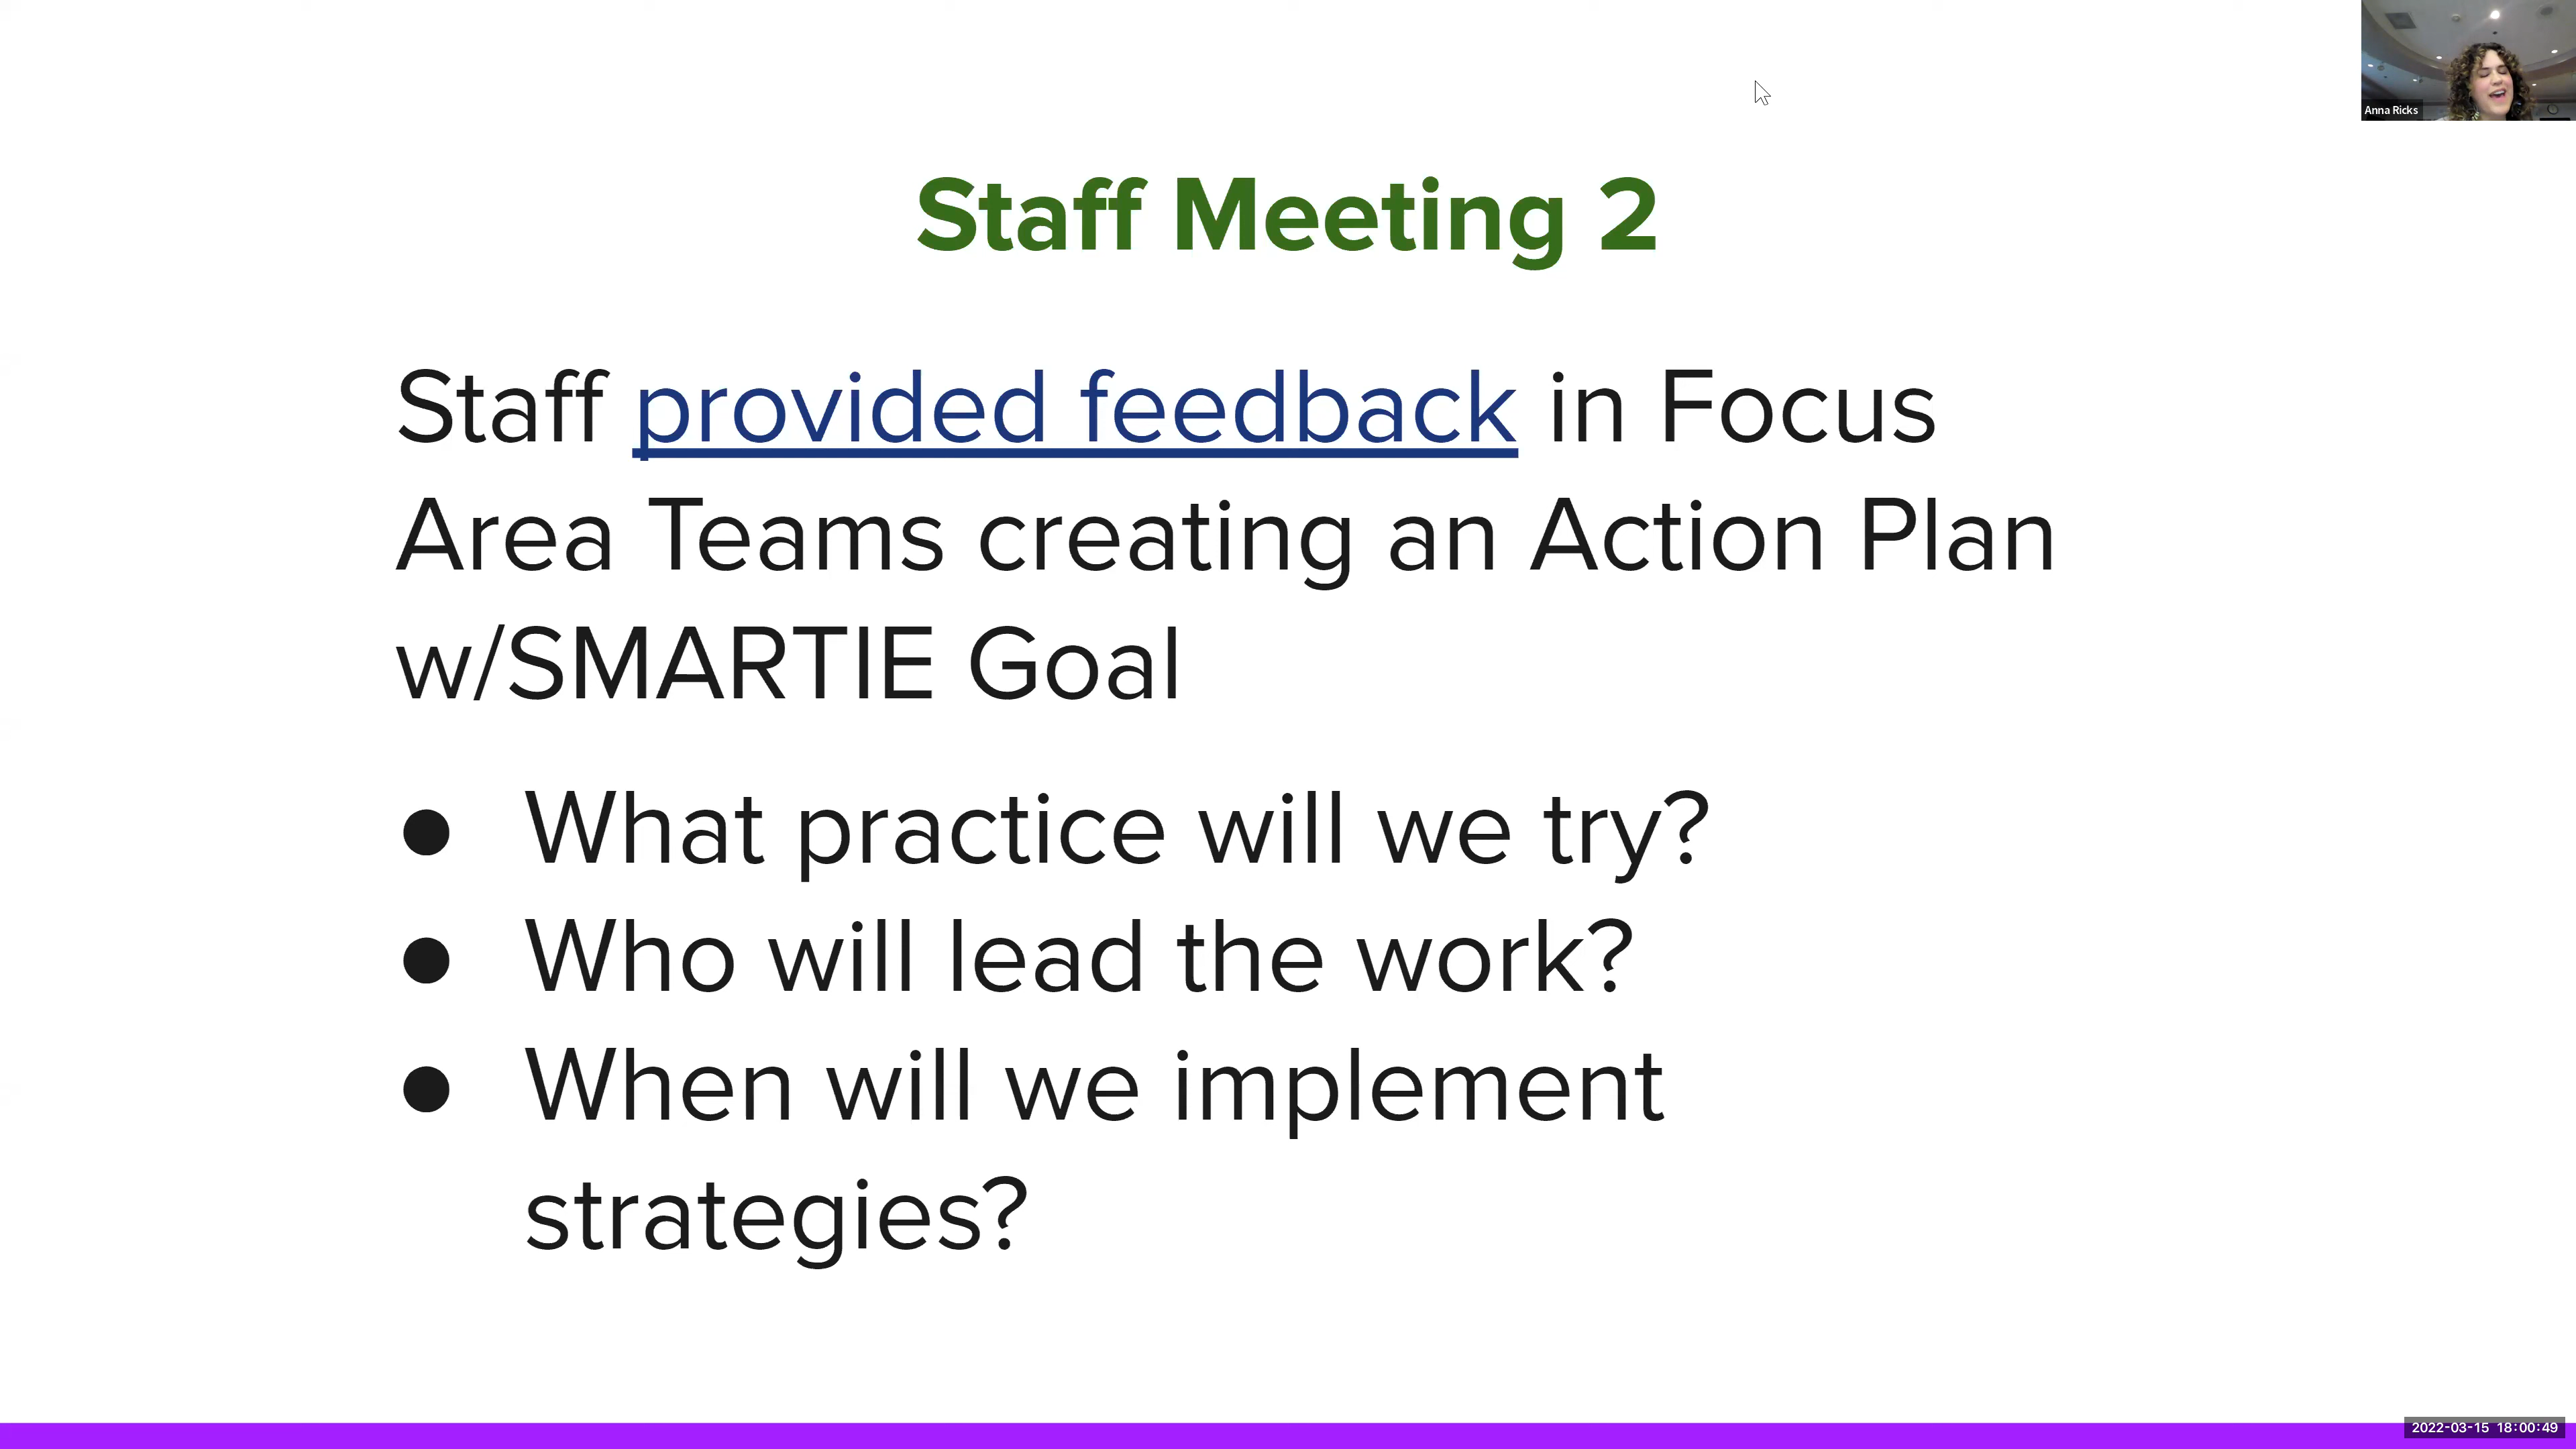 Anna Ricks
Staff Meeting 2
Staff provided feedback in Focus
Area Teams creating an Action Plan
w/SMARTIE Goal
● What practice will we try?
● Who will lead the work?
● When will we implement
strategies?
2022-03-15 18:00:49